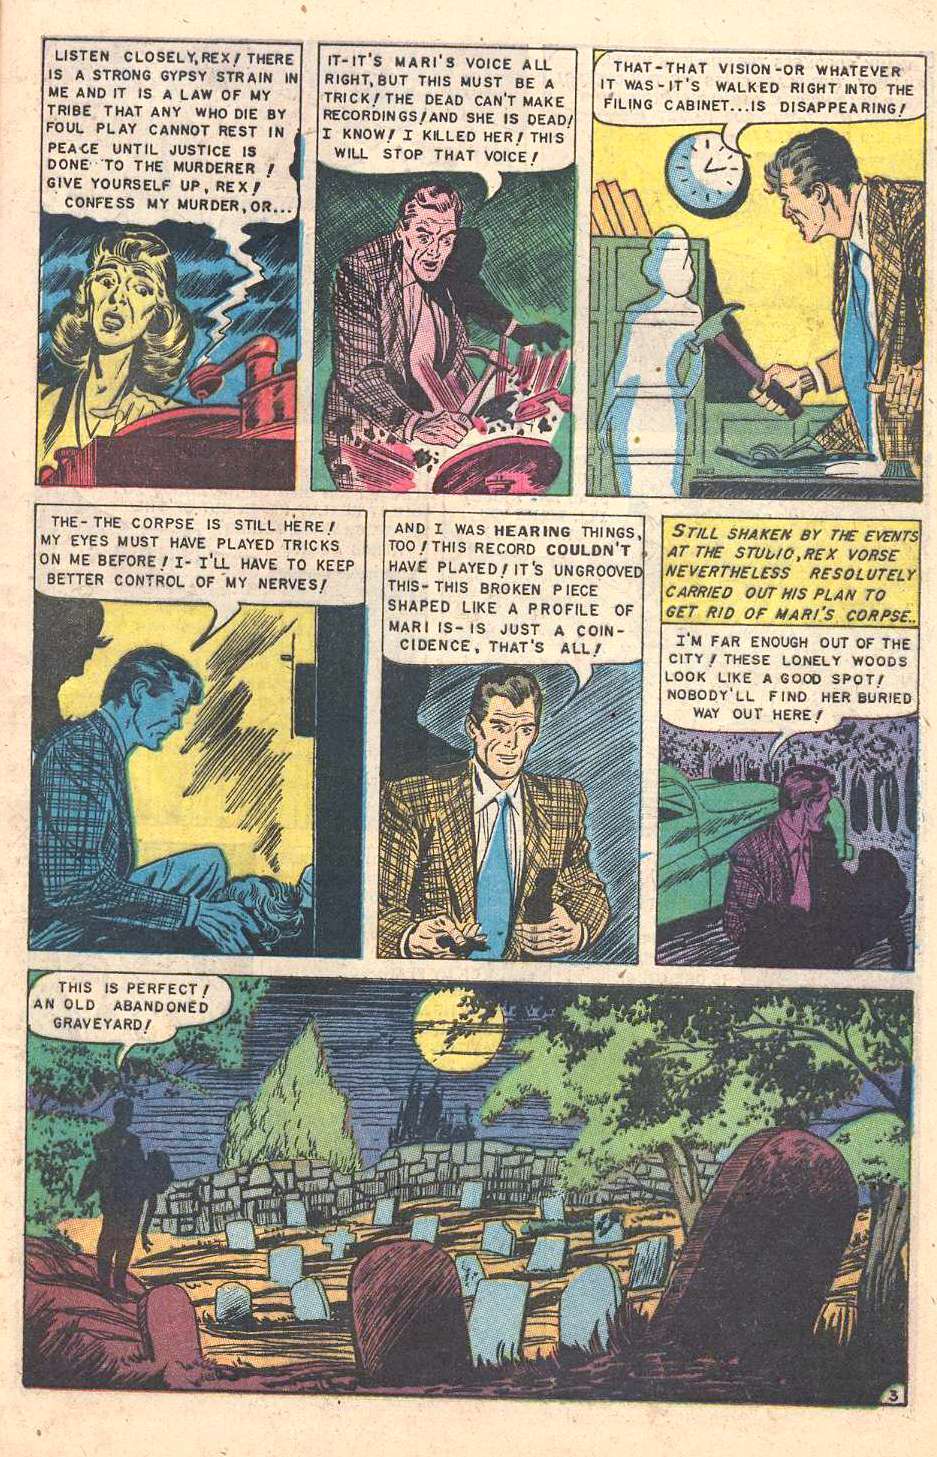 LISTEN CLOSELY, REX! THERE
IS A STRONG GYPSY STRAIN IN
ME AND IT IS A LAW OF MY
TRIBE THAT ANY WHO DIE BY
FOUL PLAY CANNOT REST IN
PEACE UNTIL JUSTICE IS
DONE TO THE MURDERER!
GIVE YOURSELF UP, REX!
CONFESS MY MURDER, OR...
IT-IT'S MARI'S VOICE ALL
RIGHT, BUT THIS MUST BE A
TRICK! THE DEAD CAN'T MAKE
RECORDINGS! AND SHE IS DEAD!
I KNOW! I KILLED HER! THIS
WILL STOP THAT VOICE!
THAT-THAT VISION-OR WHATEVER
IT WAS-IT'S WALKED RIGHT INTO THE
FILING CABINET...IS DISAPPEARING!
THE-THE CORPSE IS STILL HERE!
MY EYES MUST HAVE PLAYED TRICKS
ON ME BEFORE! I-I'LL HAVE TO KEEP
BETTER CONTROL OF MY NERVES!
AND I WAS HEARING THINGS,
TOO! THIS RECORD COULDN'T
HAVE PLAYED! IT'S UNGROOVED
THIS-THIS BROKEN PIECE
SHAPED LIKE A PROFILE OF
MARI IS-IS JUST A COIN-
CIDENCE, THAT'S ALL!
STILL SHAKEN BY THE EVENTS
AT THE STUDIO, REX VORSE
NEVERTHELESS RESOLUTELY
CARRIED OUT HIS PLAN TO
GET RID OF MARI'S CORPSE..
I'M FAR ENOUGH OUT OF THE
CITY! THESE LONELY WOODS
LOOK LIKE A GOOD SPOT!
NOBODY'LL FIND HER BURIED
WAY OUT HERE!
THIS IS PERFECT!
AN OLD ABANDONED
GRAVEYARD!
3